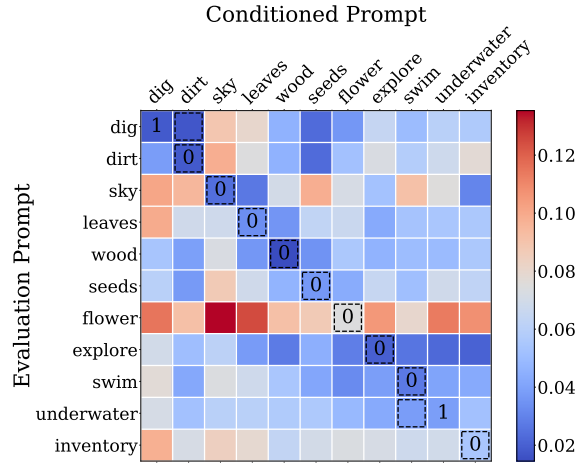 Conditioned Prompt
dig dirt sky leaves wood seeds flower explore swim underwater inventory
Evaluation Prompt
dig 1
dirt 0
sky 0
leaves 0
wood 0
seeds 0
flower 0
explore 0
swim 0
underwater 1
inventory 0
0.12
0.10
0.08
0.06
0.04
0.02